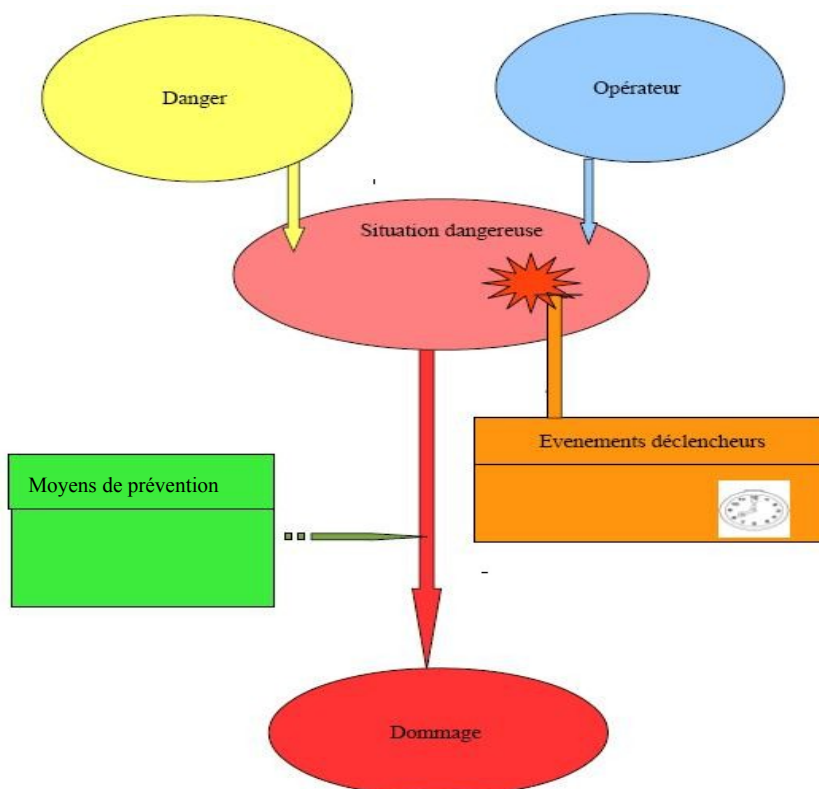 Danger
Opérateur
Situation dangereuse
Evenements déclencheurs
Moyens de prévention
Dommage